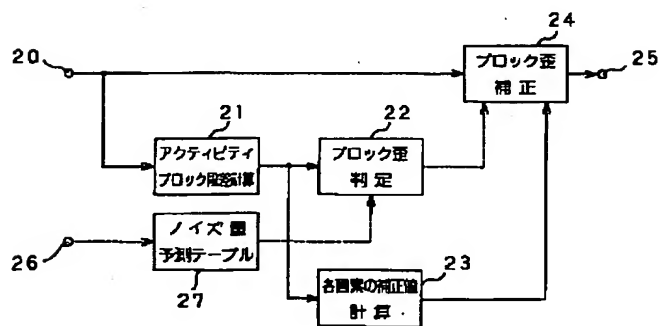 24
20
25
ブロック歪
補正
21
22
アクティビティ
ブロック段差計算
ブロック歪
判定
26
ノイズ量
予測テーブル
27
23
各画素の補正値
計算